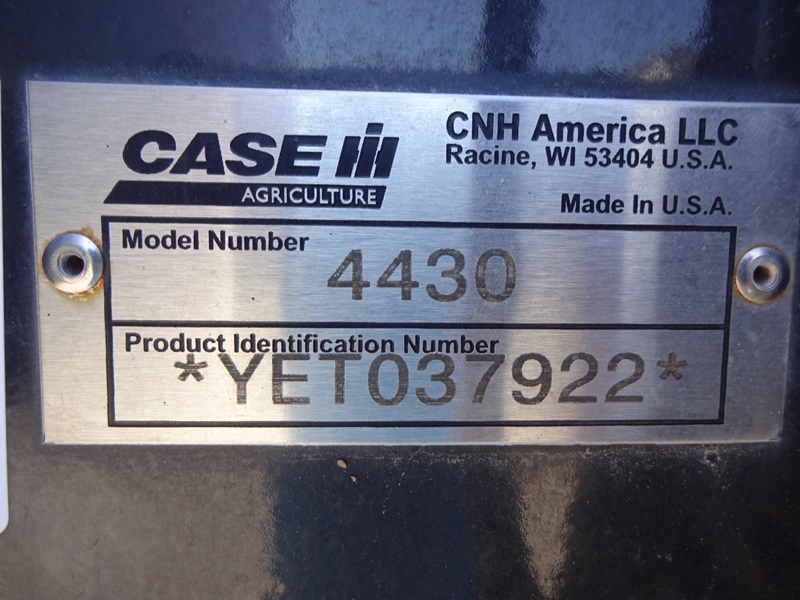 CASE IH
AGRICULTURE
CNH America LLC
Racine, WI 53404 U.S.A.
Made In U.S.A.
Model Number
4430
Product Identification Number
*YET037922*